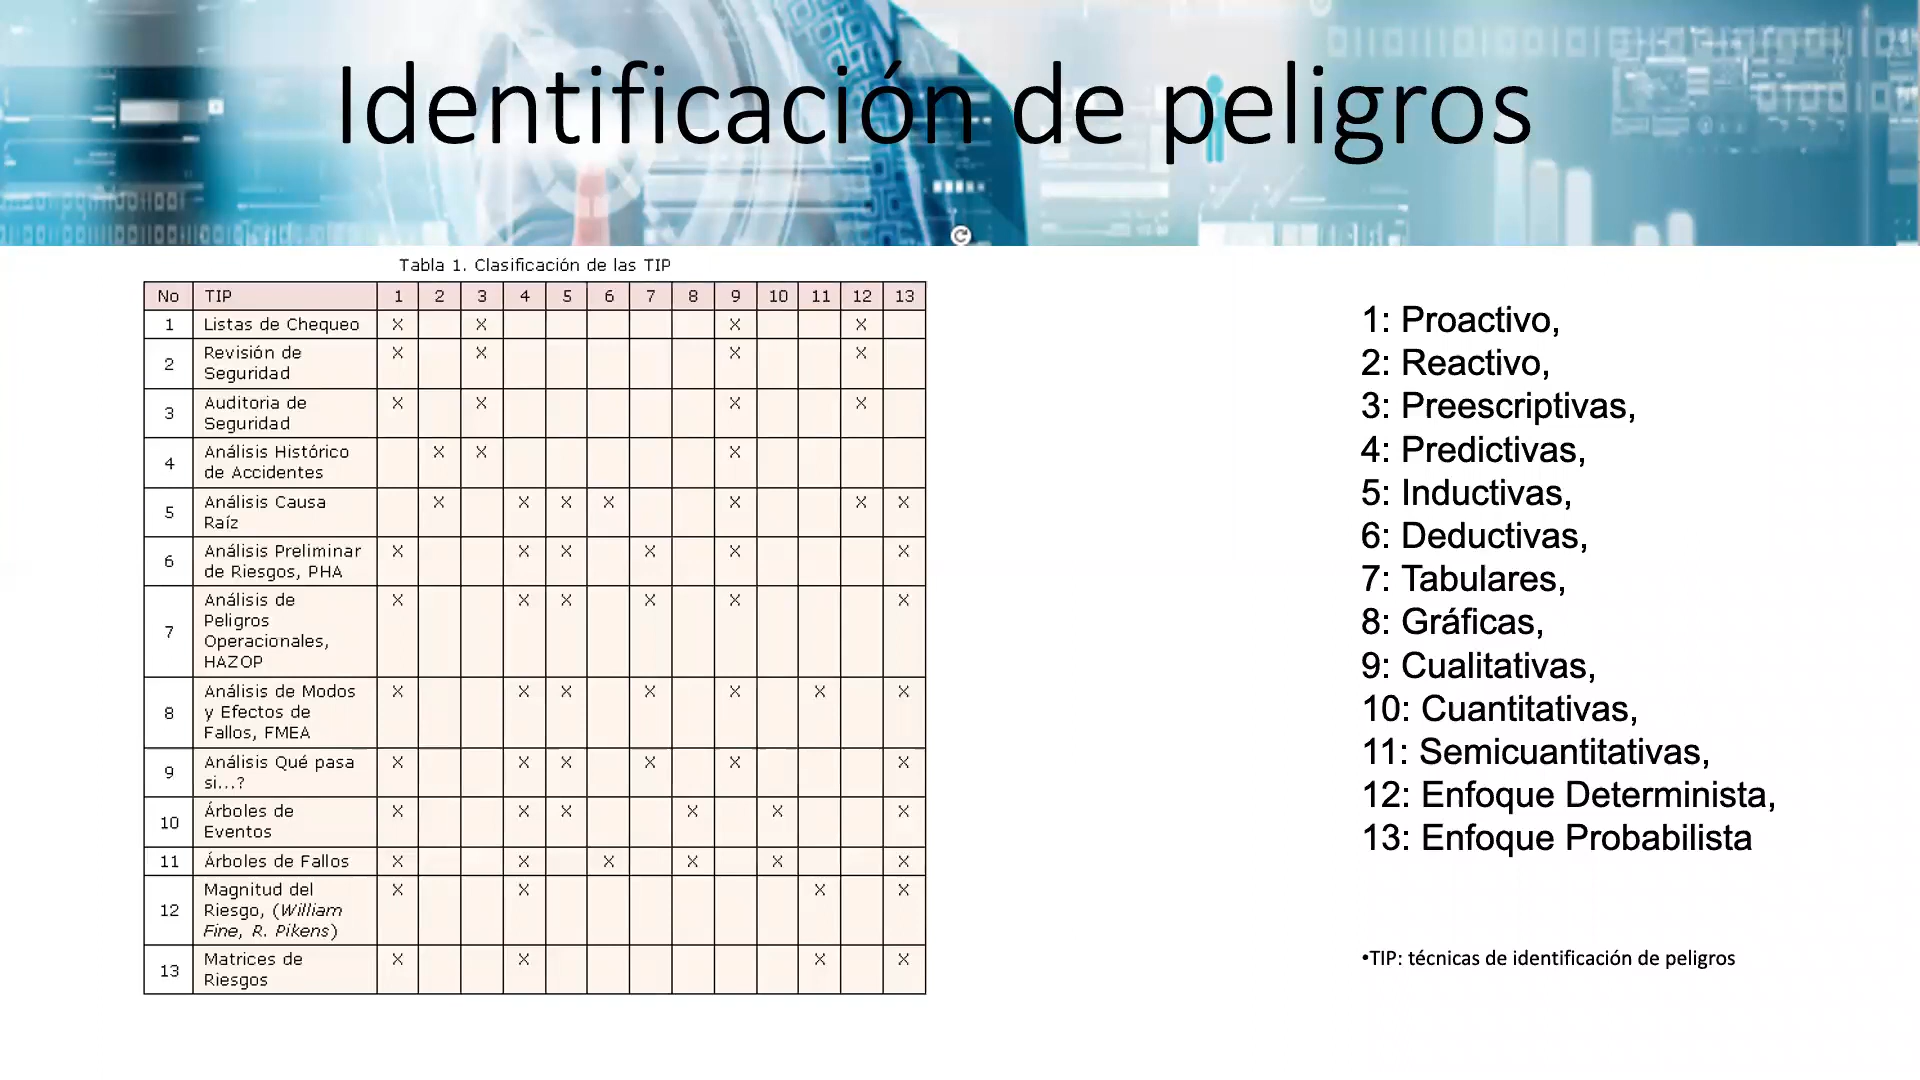 Identificación de peligros
Tabla 1. Clasificación de las TIP
No TIP 1 2 3 4 5 6 7 8 9 10 11 12 13
1 Listas de Chequeo X X X X
2 Revisión de Seguridad X X X X
3 Auditoria de Seguridad X X X X
4 Análisis Histórico de Accidentes X X X
5 Análisis Causa Raíz X X X X X X X
6 Análisis Preliminar de Riesgos, PHA X X X X X X
7 Análisis de Peligros Operacionales, HAZOP X X X X X X
8 Análisis de Modos y Efectos de Fallos, FMEA X X X X X X X
9 Análisis Qué pasa si...? X X X X X X
10 Árboles de Eventos X X X X X X
11 Árboles de Fallos X X X X X X
12 Magnitud del Riesgo, (William Fine, R. Pikens) X X X X
13 Matrices de Riesgos X X X X
1: Proactivo,
2: Reactivo,
3: Preescriptivas,
4: Predictivas,
5: Inductivas,
6: Deductivas,
7: Tabulares,
8: Gráficas,
9: Cualitativas,
10: Cuantitativas,
11: Semicuantitativas,
12: Enfoque Determinista,
13: Enfoque Probabilista
•TIP: técnicas de identificación de peligros